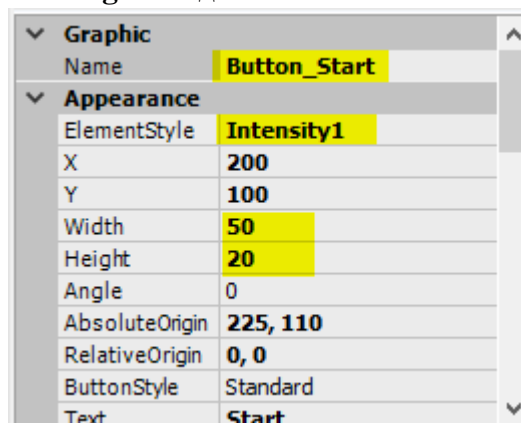 Graphic
Name Button_Start
Appearance
ElementStyle Intensity1
X 200
Y 100
Width 50
Height 20
Angle 0
AbsoluteOrigin 225, 110
RelativeOrigin 0, 0
ButtonStyle Standard
Text Start